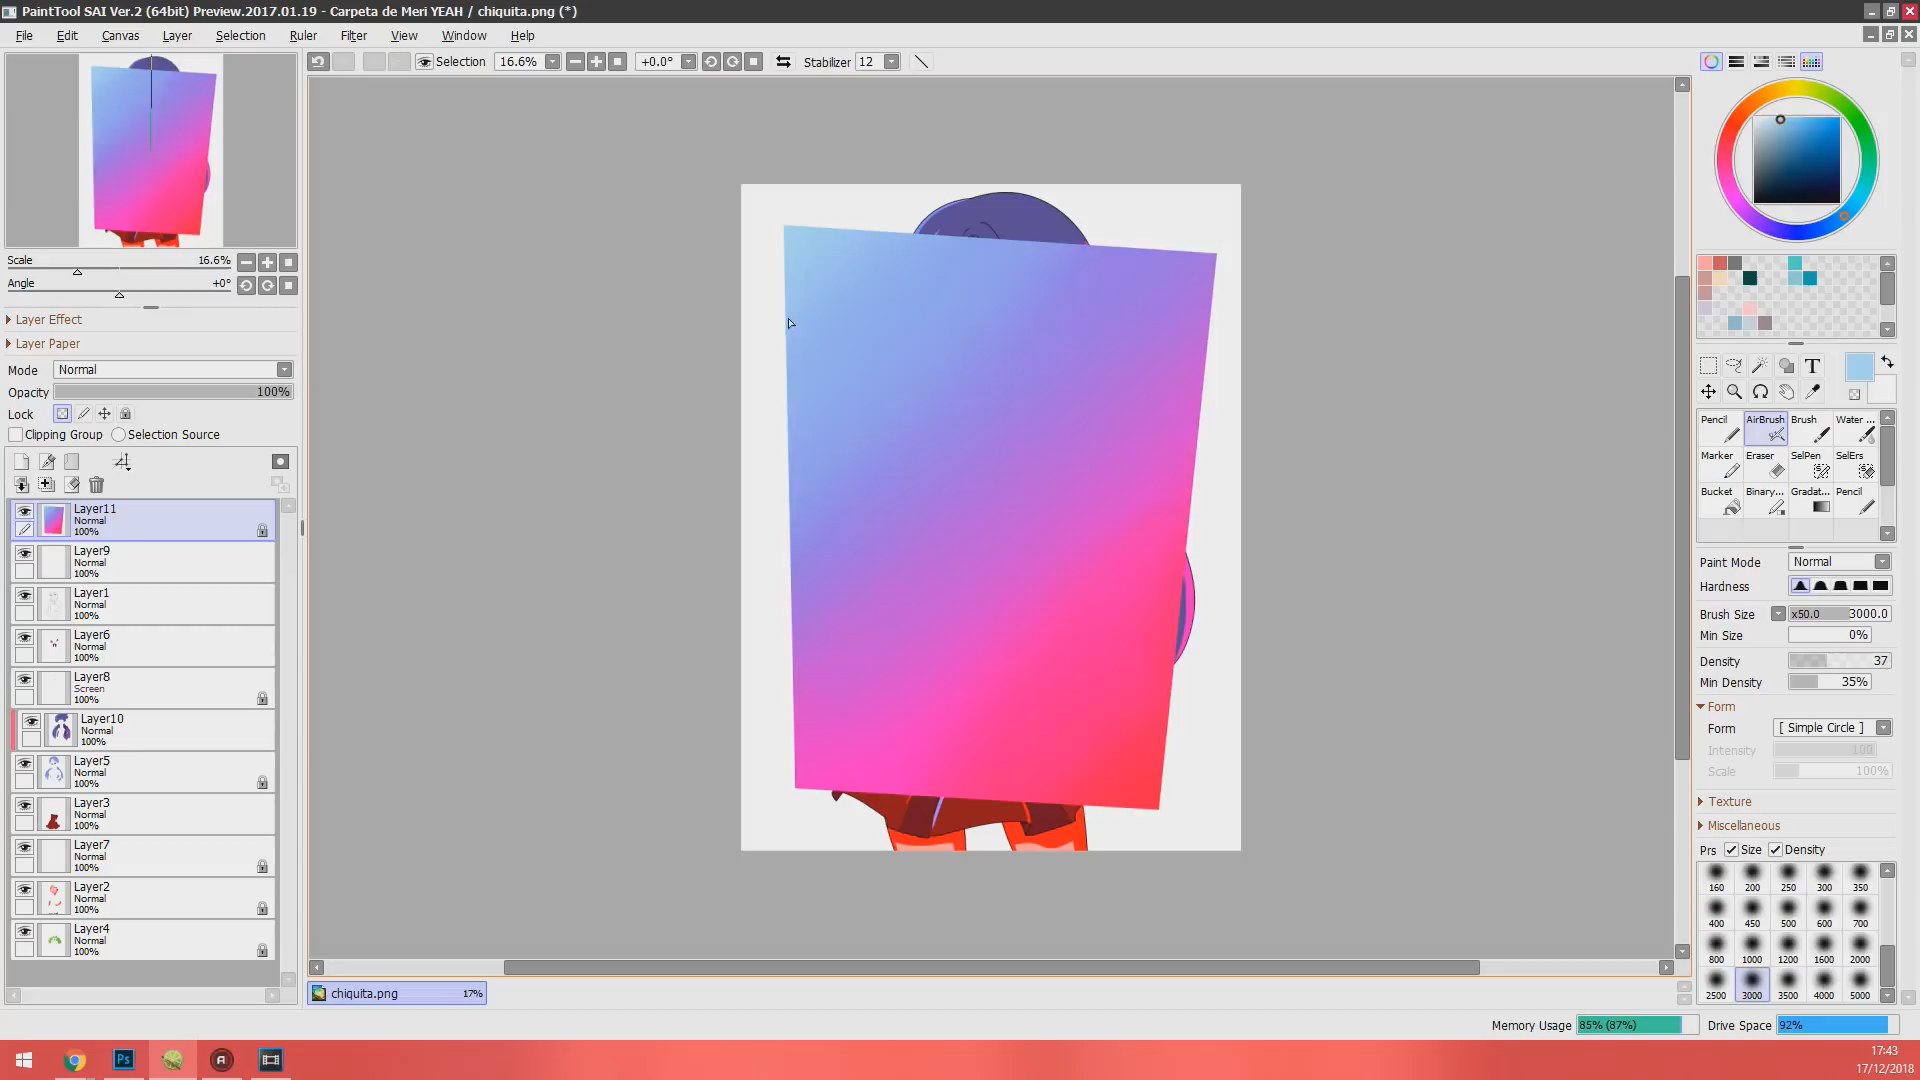 PaintTool SAI Ver.2 (64bit) Preview.2017.01.19 - Carpeta de Meri YEAH / chiquita.png (*)
File Edit Canvas Layer Selection Ruler Filter View Window Help
Selection 16.6% +0.0° Stabilizer 12
Scale 16.6%
Angle +0°
Layer Effect
Layer Paper
Mode Normal
Opacity 100%
Lock
Clipping Group Selection Source
Layer11
Normal
100%
Layer9
Normal
100%
Layer1
Normal
100%
Layer6
Normal
100%
Layer8
Screen
100%
Layer10
Normal
100%
Layer5
Normal
100%
Layer3
Normal
100%
Layer7
Normal
100%
Layer2
Normal
100%
Layer4
Normal
100%
chiquita.png 17%
T
Pencil AirBrush Brush Water ...
Marker Eraser SelPen SelErs
Bucket Binary... Gradat... Pencil
Paint Mode Normal
Hardness
Brush Size x50.0 3000.0
Min Size 0%
Density 37
Min Density 35%
Form
Form [ Simple Circle ]
Intensity 100
Scale 100%
Texture
Miscellaneous
Prs Size Density
160 200 250 300 350
400 450 500 600 700
800 1000 1200 1600 2000
2500 3000 3500 4000 5000
Memory Usage 85% (87%) Drive Space 92%
Ps
A
17:43
17/12/2018